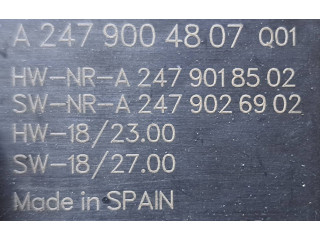 A 247 900 48 07 Q01
HW-NR-A 247 901 85 02
SW-NR-A 247 902 69 02
HW-18/23.00
SW-18/27.00
Made in SPAIN